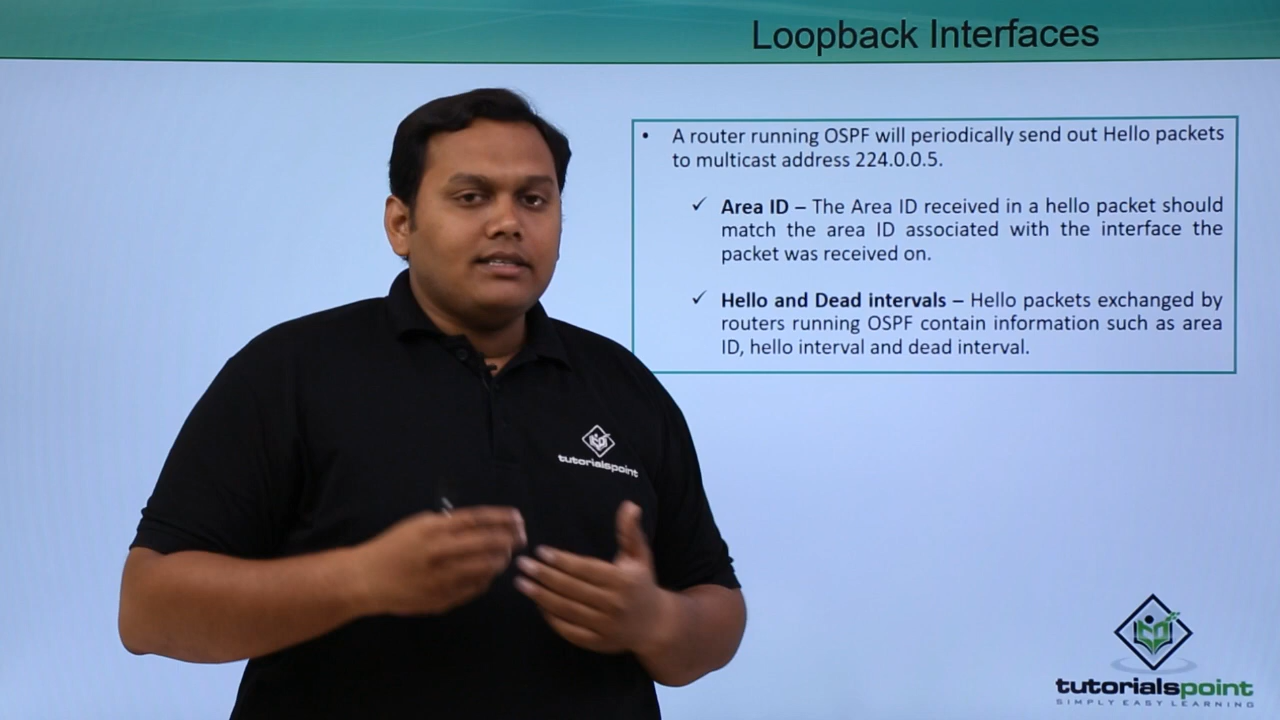 Loopback Interfaces
• A router running OSPF will periodically send out Hello packets
to multicast address 224.0.0.5.
✓ Area ID – The Area ID received in a hello packet should
match the area ID associated with the interface the
packet was received on.
✓ Hello and Dead intervals – Hello packets exchanged by
routers running OSPF contain information such as area
ID, hello interval and dead interval.
tutorialspoint
tutorialspoint
SIMPLY EASY LEARNING